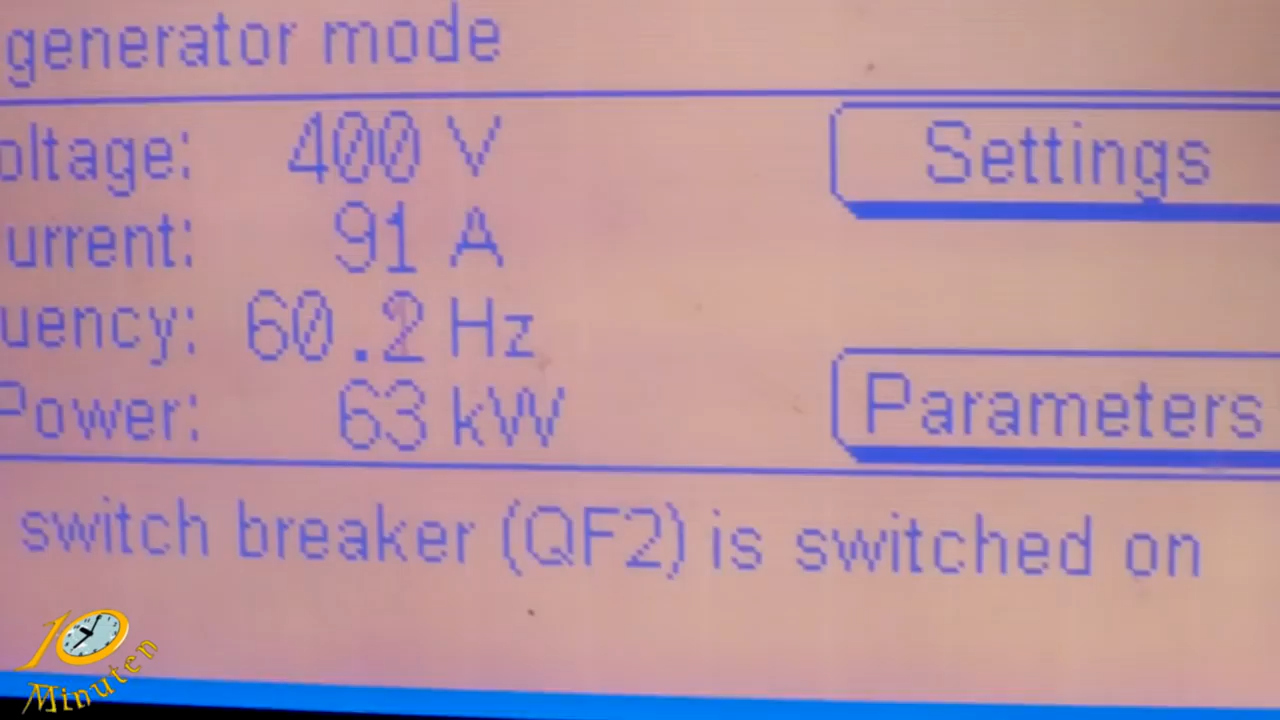 generator mode
oltage: 400 V
Settings
urrent: 91 A
uency: 60.2 Hz
Power: 63 kW
Parameters
switch breaker (QF2) is switched on
10
Minuten